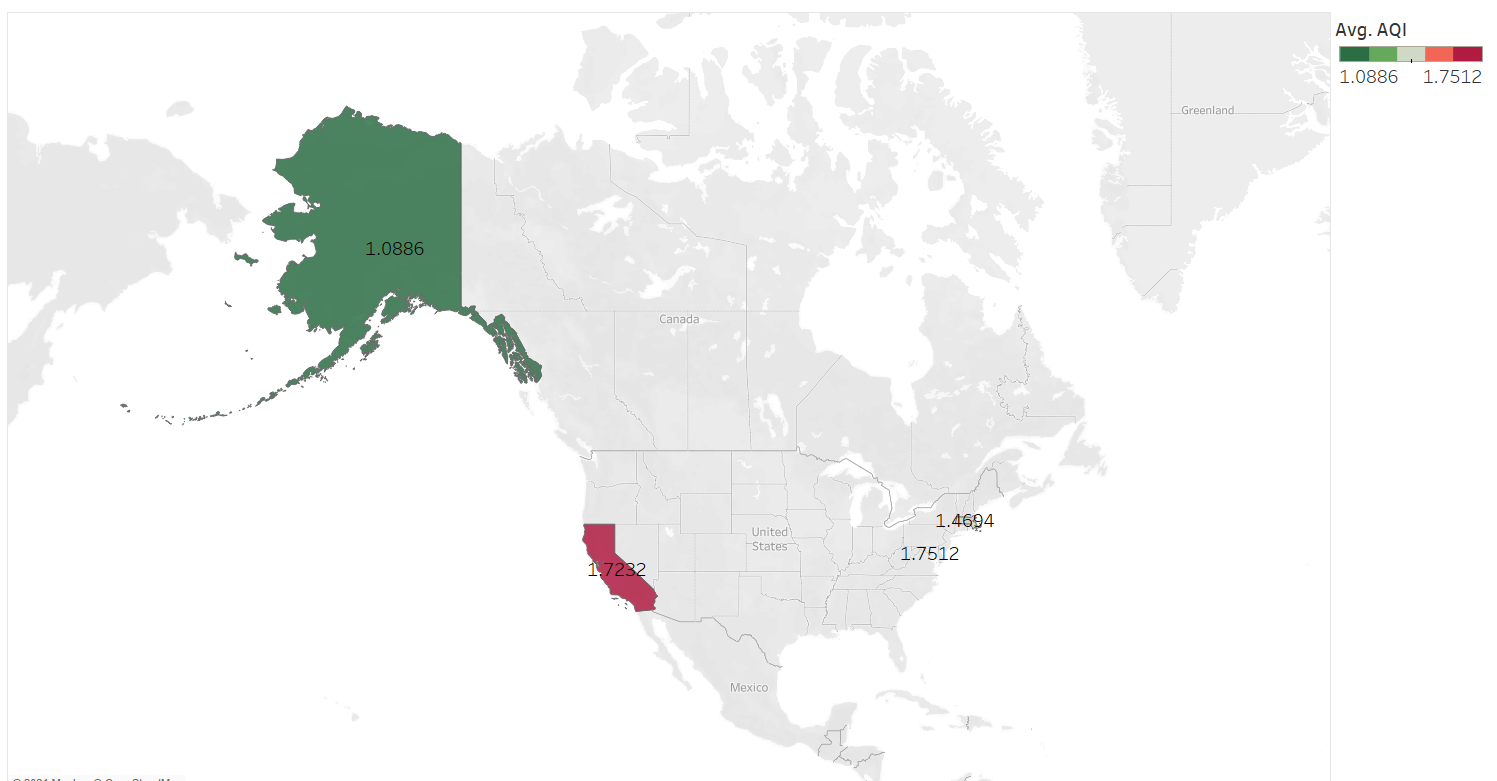 Avg. AQI
1.0886 1.7512
Greenland
1.0886
Canada
1.4694
United
States
1.7512
1.7232
Mexico